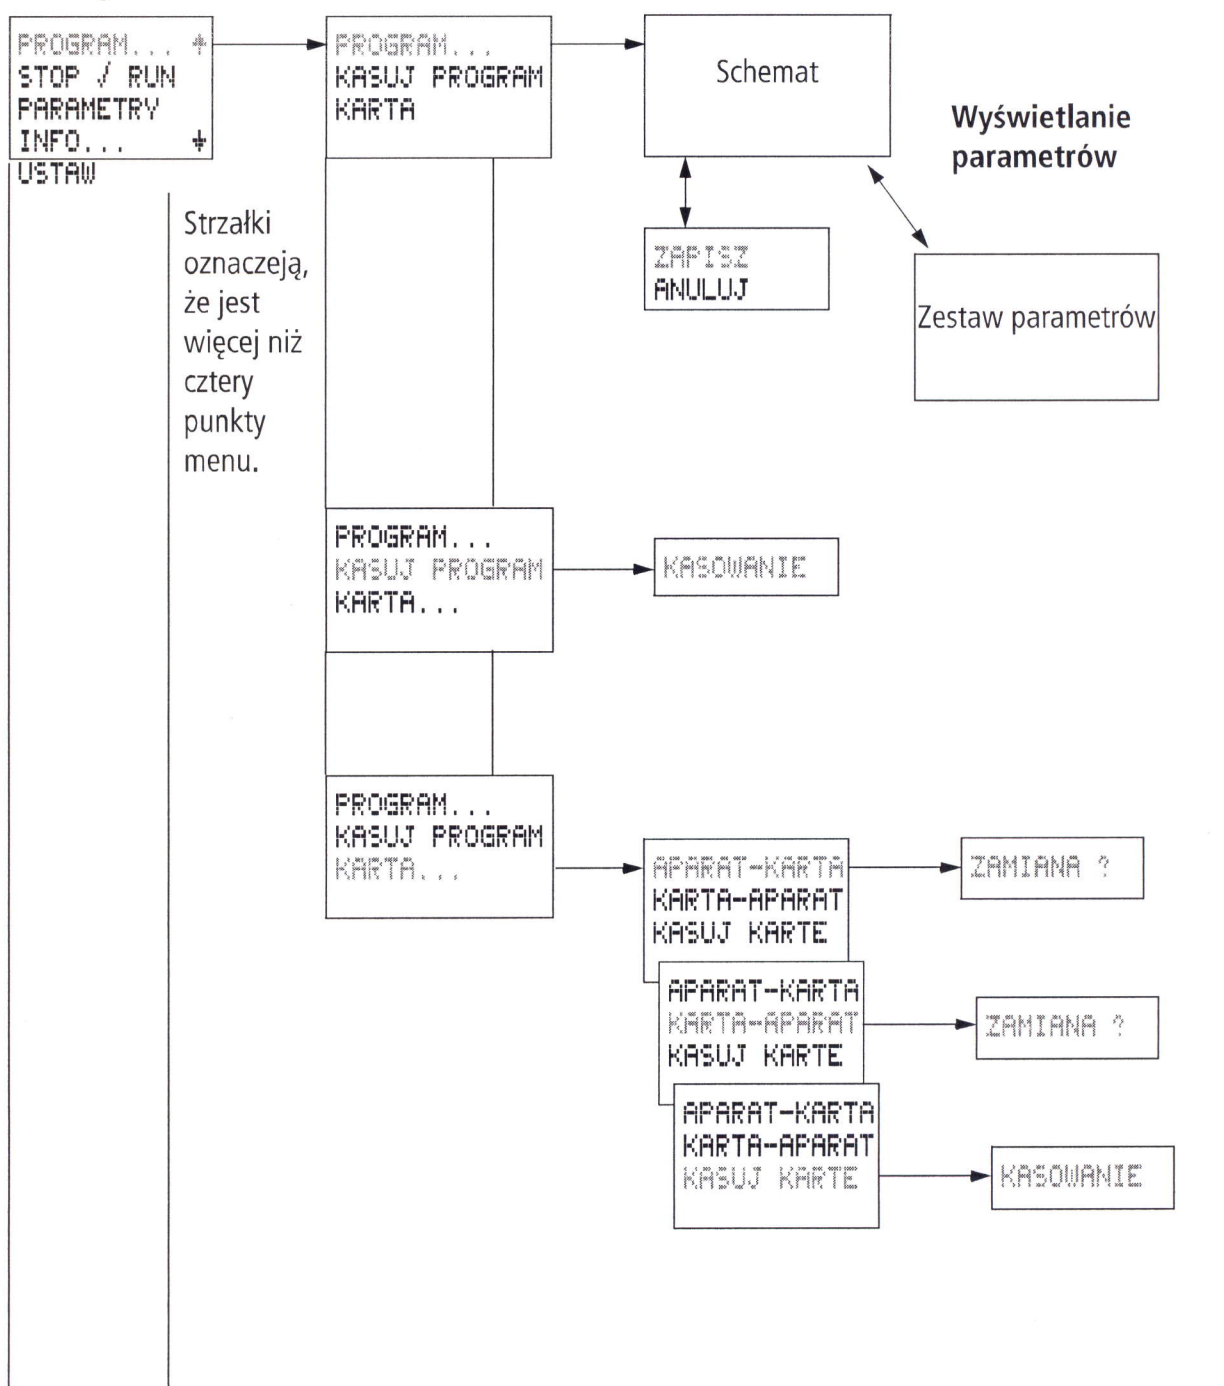 PROGRAM...
STOP / RUN
PARAMETRY
INFO...
USTAW
Strzałki
oznaczeją,
że jest
więcej niż
cztery
punkty
menu.
PROGRAM...
KASUJ PROGRAM
KARTA
Schemat
Wyświetlanie
parametrów
ZAPISZ
ANULUJ
Zestaw parametrów
PROGRAM...
KASUJ PROGRAM
KARTA...
KASOWANIE
PROGRAM...
KASUJ PROGRAM
KARTA...
APARAT-KARTA
KARTA-APARAT
KASUJ KARTE
ZAMIANA ?
APARAT-KARTA
KARTA-APARAT
KASUJ KARTE
ZAMIANA ?
APARAT-KARTA
KARTA-APARAT
KASUJ KARTE
KASOWANIE